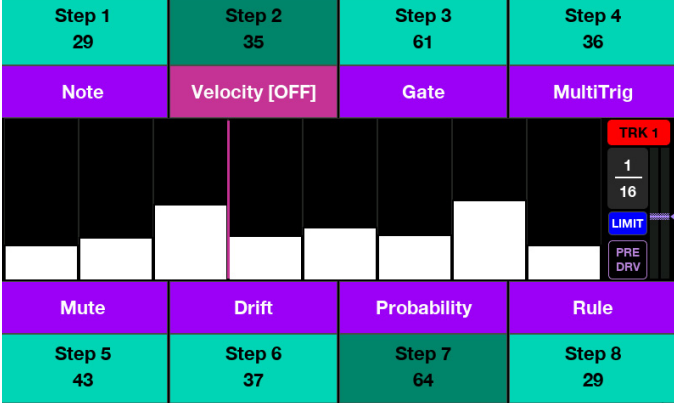 Step 1
29
Step 2
35
Step 3
61
Step 4
36
Note
Velocity [OFF]
Gate
MultiTrig
TRK 1
1
16
LIMIT
PRE
DRV
Mute
Drift
Probability
Rule
Step 5
43
Step 6
37
Step 7
64
Step 8
29